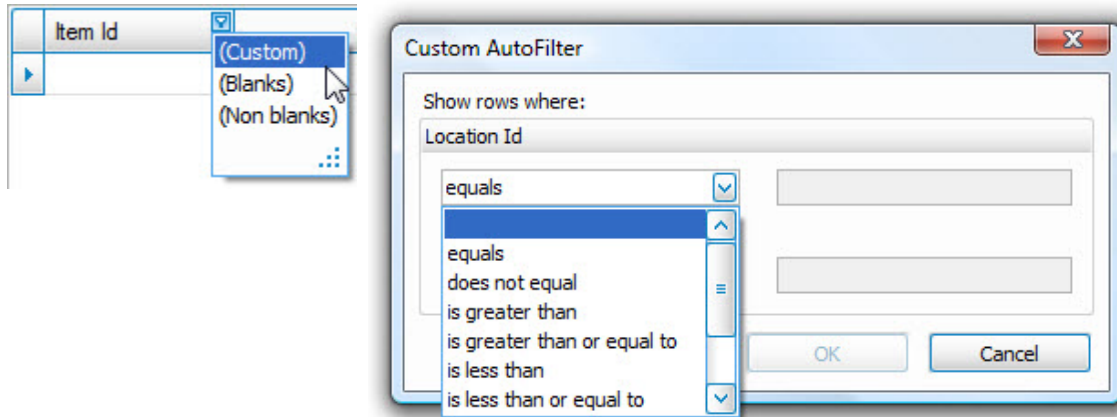 Item Id
(Custom)
(Blanks)
(Non blanks)
Custom AutoFilter
Show rows where:
Location Id
equals
equals
does not equal
is greater than
is greater than or equal to
is less than
is less than or equal to
OK
Cancel